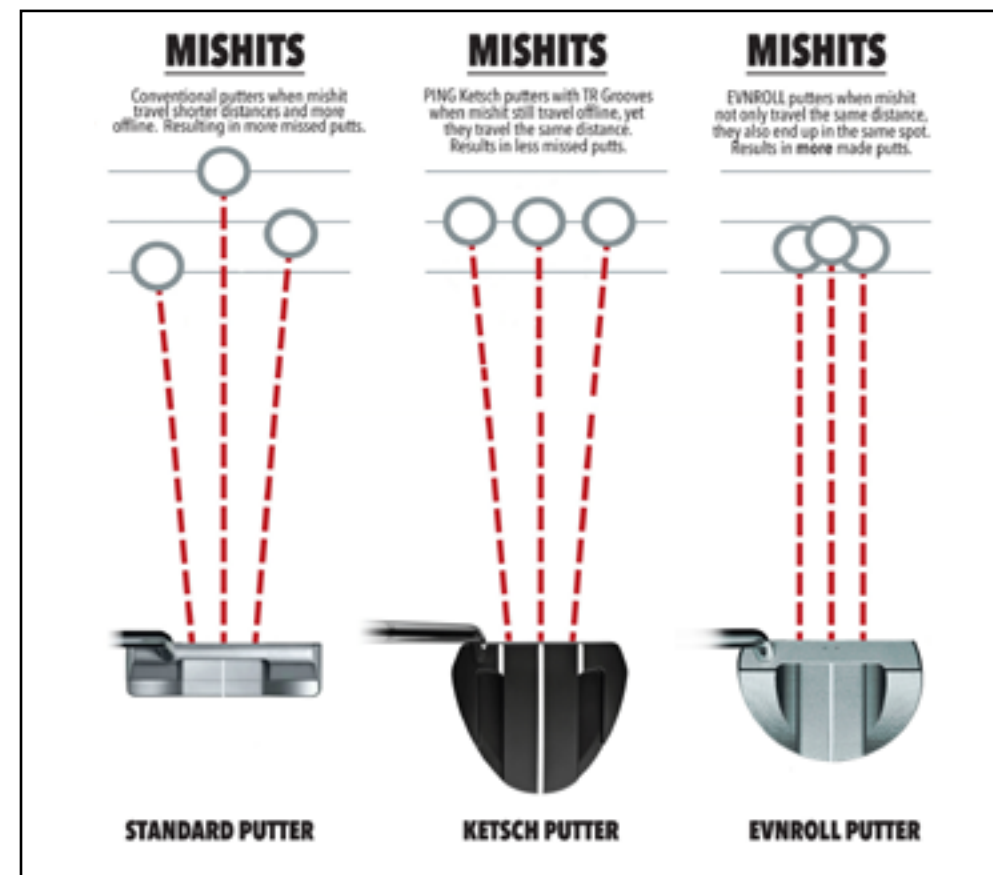 MISHITS
Conventional putters when mishit
travel shorter distances and more
offline. Resulting in more missed putts.
STANDARD PUTTER
MISHITS
PING Ketsch putters with TR Grooves
when mishit still travel offline, yet
they travel the same distance.
Results in less missed putts.
KETSCH PUTTER
MISHITS
EVNROLL putters when mishit
not only travel the same distance,
they also end up in the same spot.
Results in more made putts.
EVNROLL PUTTER